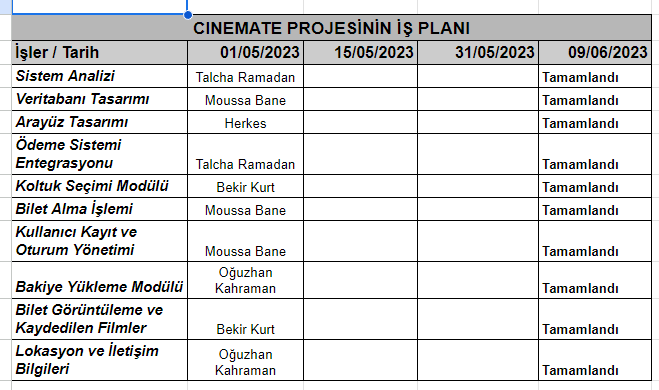 CINEMATE PROJESİNİN İŞ PLANI
İşler / Tarih 01/05/2023 15/05/2023 31/05/2023 09/06/2023
Sistem Analizi Talcha Ramadan Tamamlandı
Veritabanı Tasarımı Moussa Bane Tamamlandı
Arayüz Tasarımı Herkes Tamamlandı
Ödeme Sistemi
Entegrasyonu Talcha Ramadan Tamamlandı
Koltuk Seçimi Modülü Bekir Kurt Tamamlandı
Bilet Alma İşlemi Moussa Bane Tamamlandı
Kullanıcı Kayıt ve
Oturum Yönetimi Moussa Bane Tamamlandı
Oğuzhan
Bakiye Yükleme Modülü Kahraman Tamamlandı
Bilet Görüntüleme ve
Kaydedilen Filmler Bekir Kurt Tamamlandı
Lokasyon ve İletişim Oğuzhan
Bilgileri Kahraman Tamamlandı